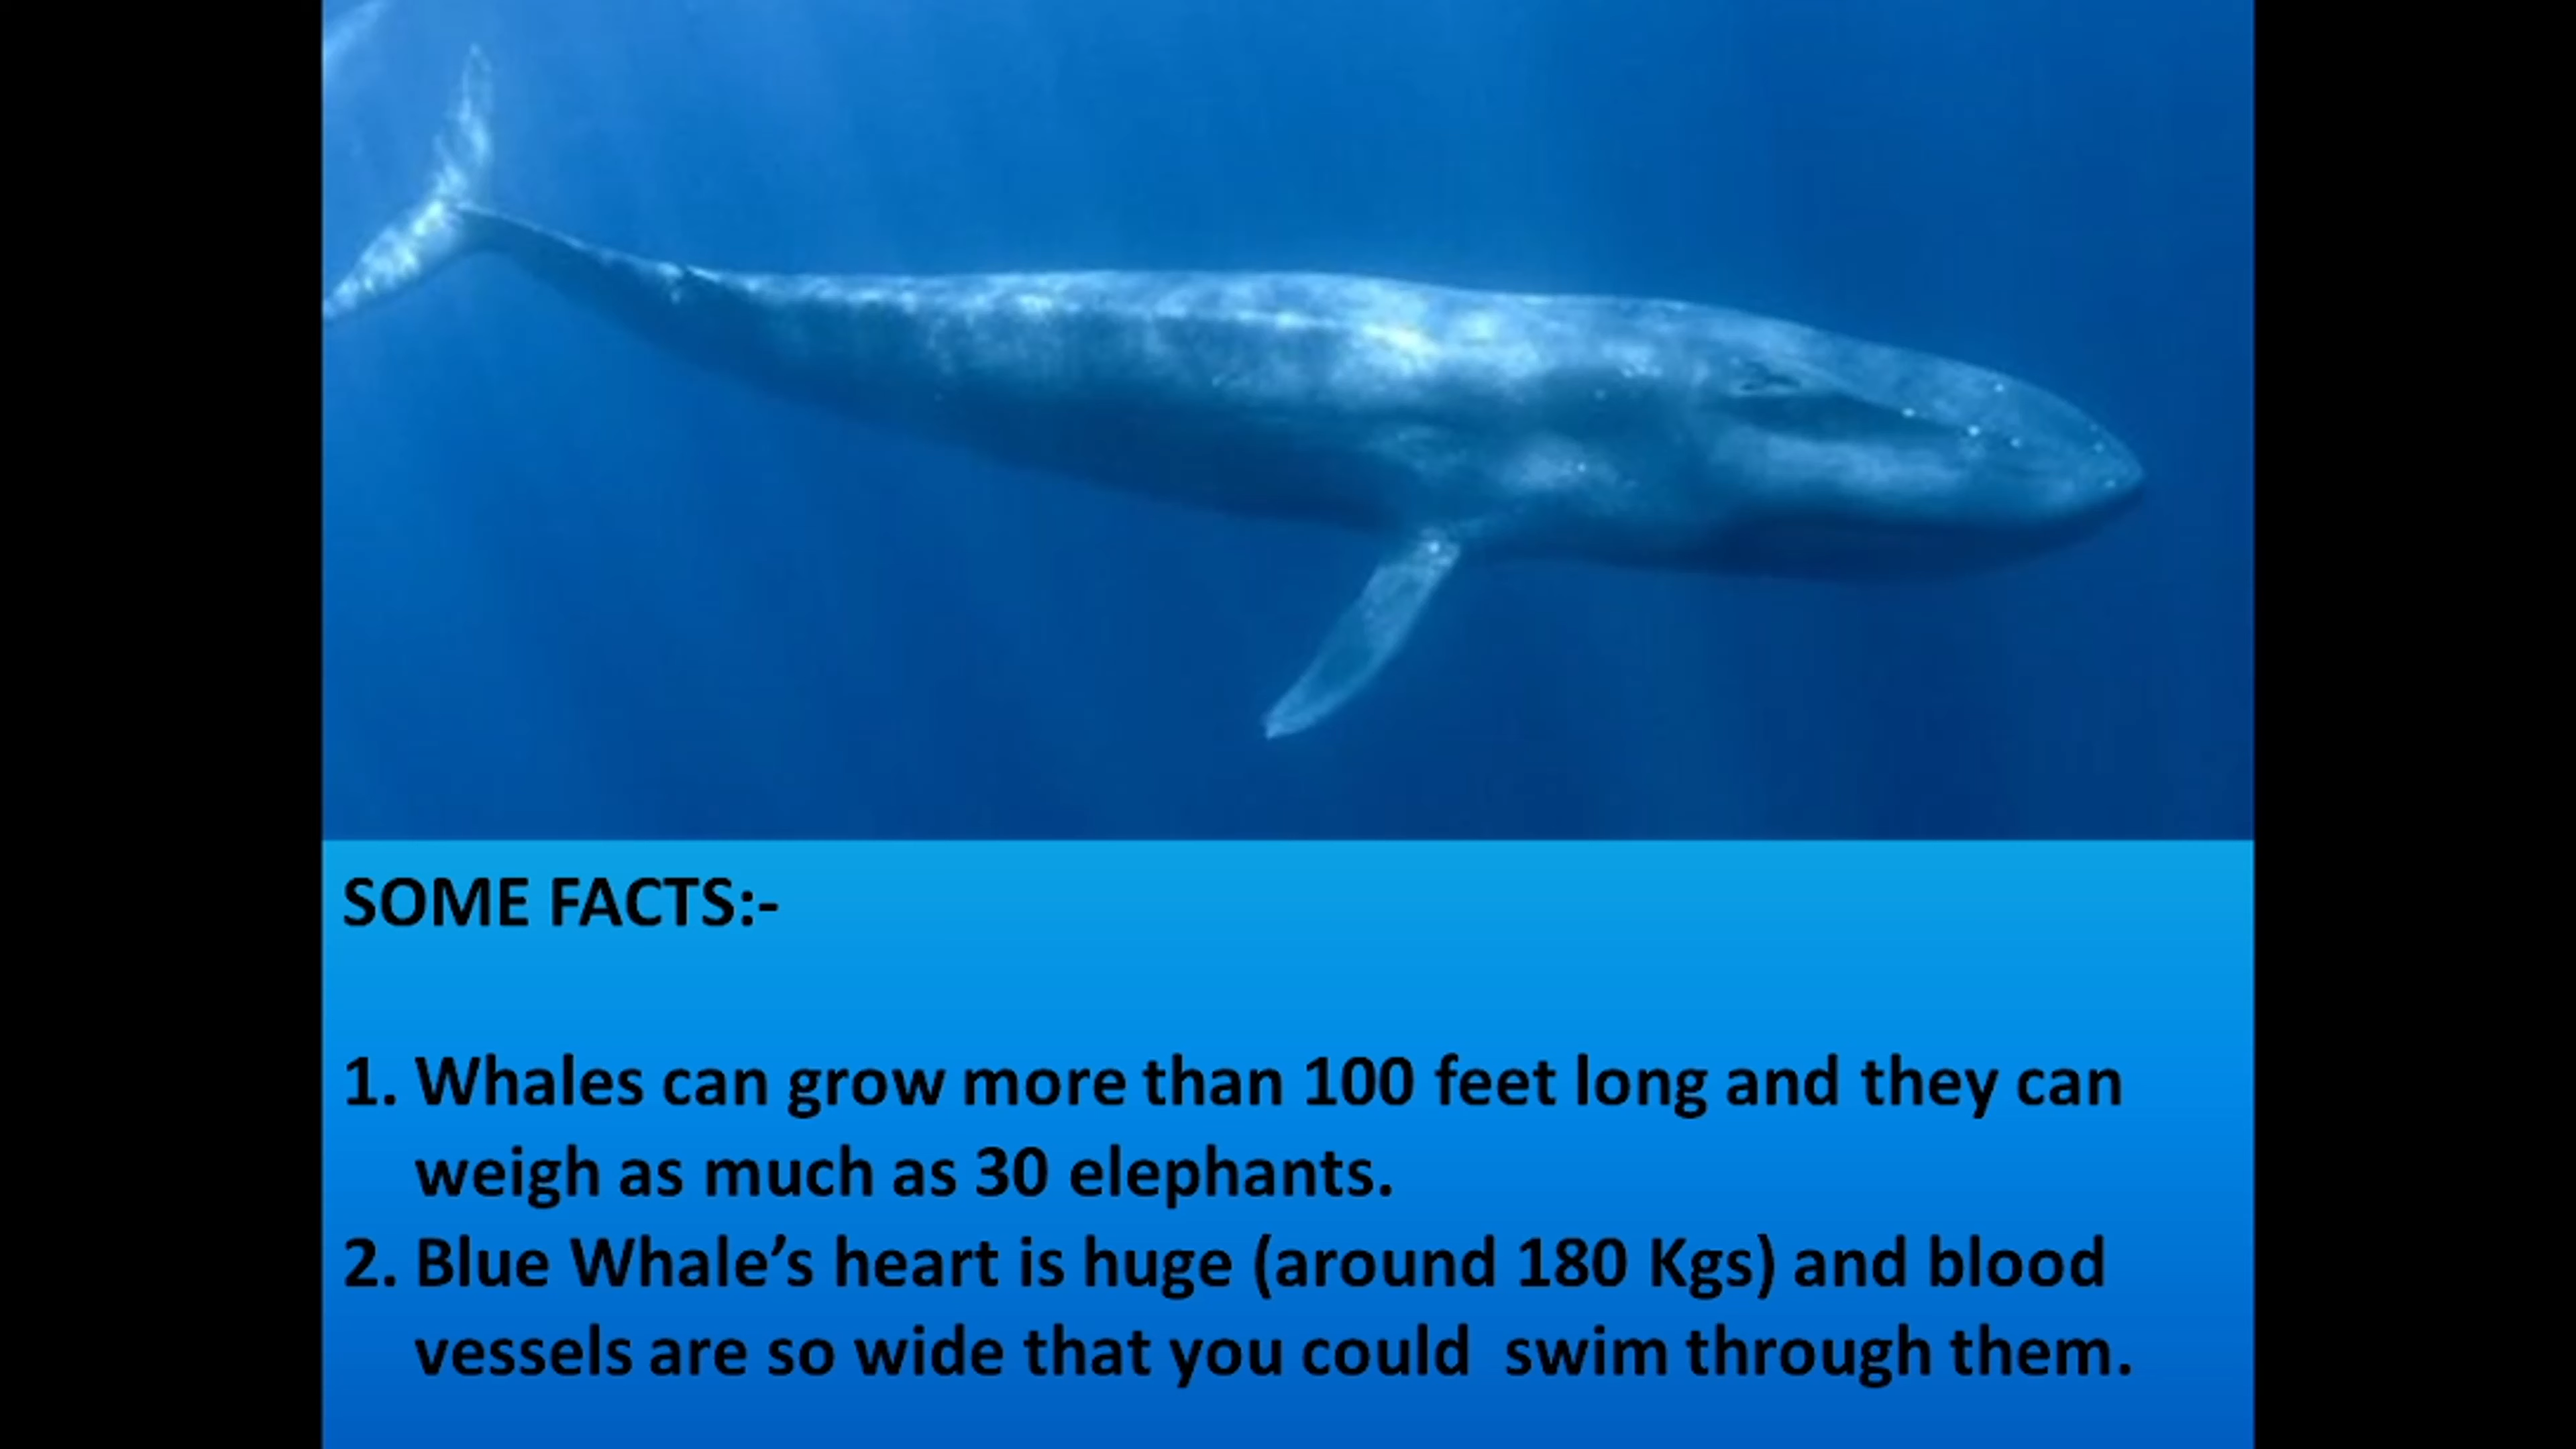 SOME FACTS:-
1. Whales can grow more than 100 feet long and they can
weigh as much as 30 elephants.
2. Blue Whale’s heart is huge (around 180 Kgs) and blood
vessels are so wide that you could  swim through them.